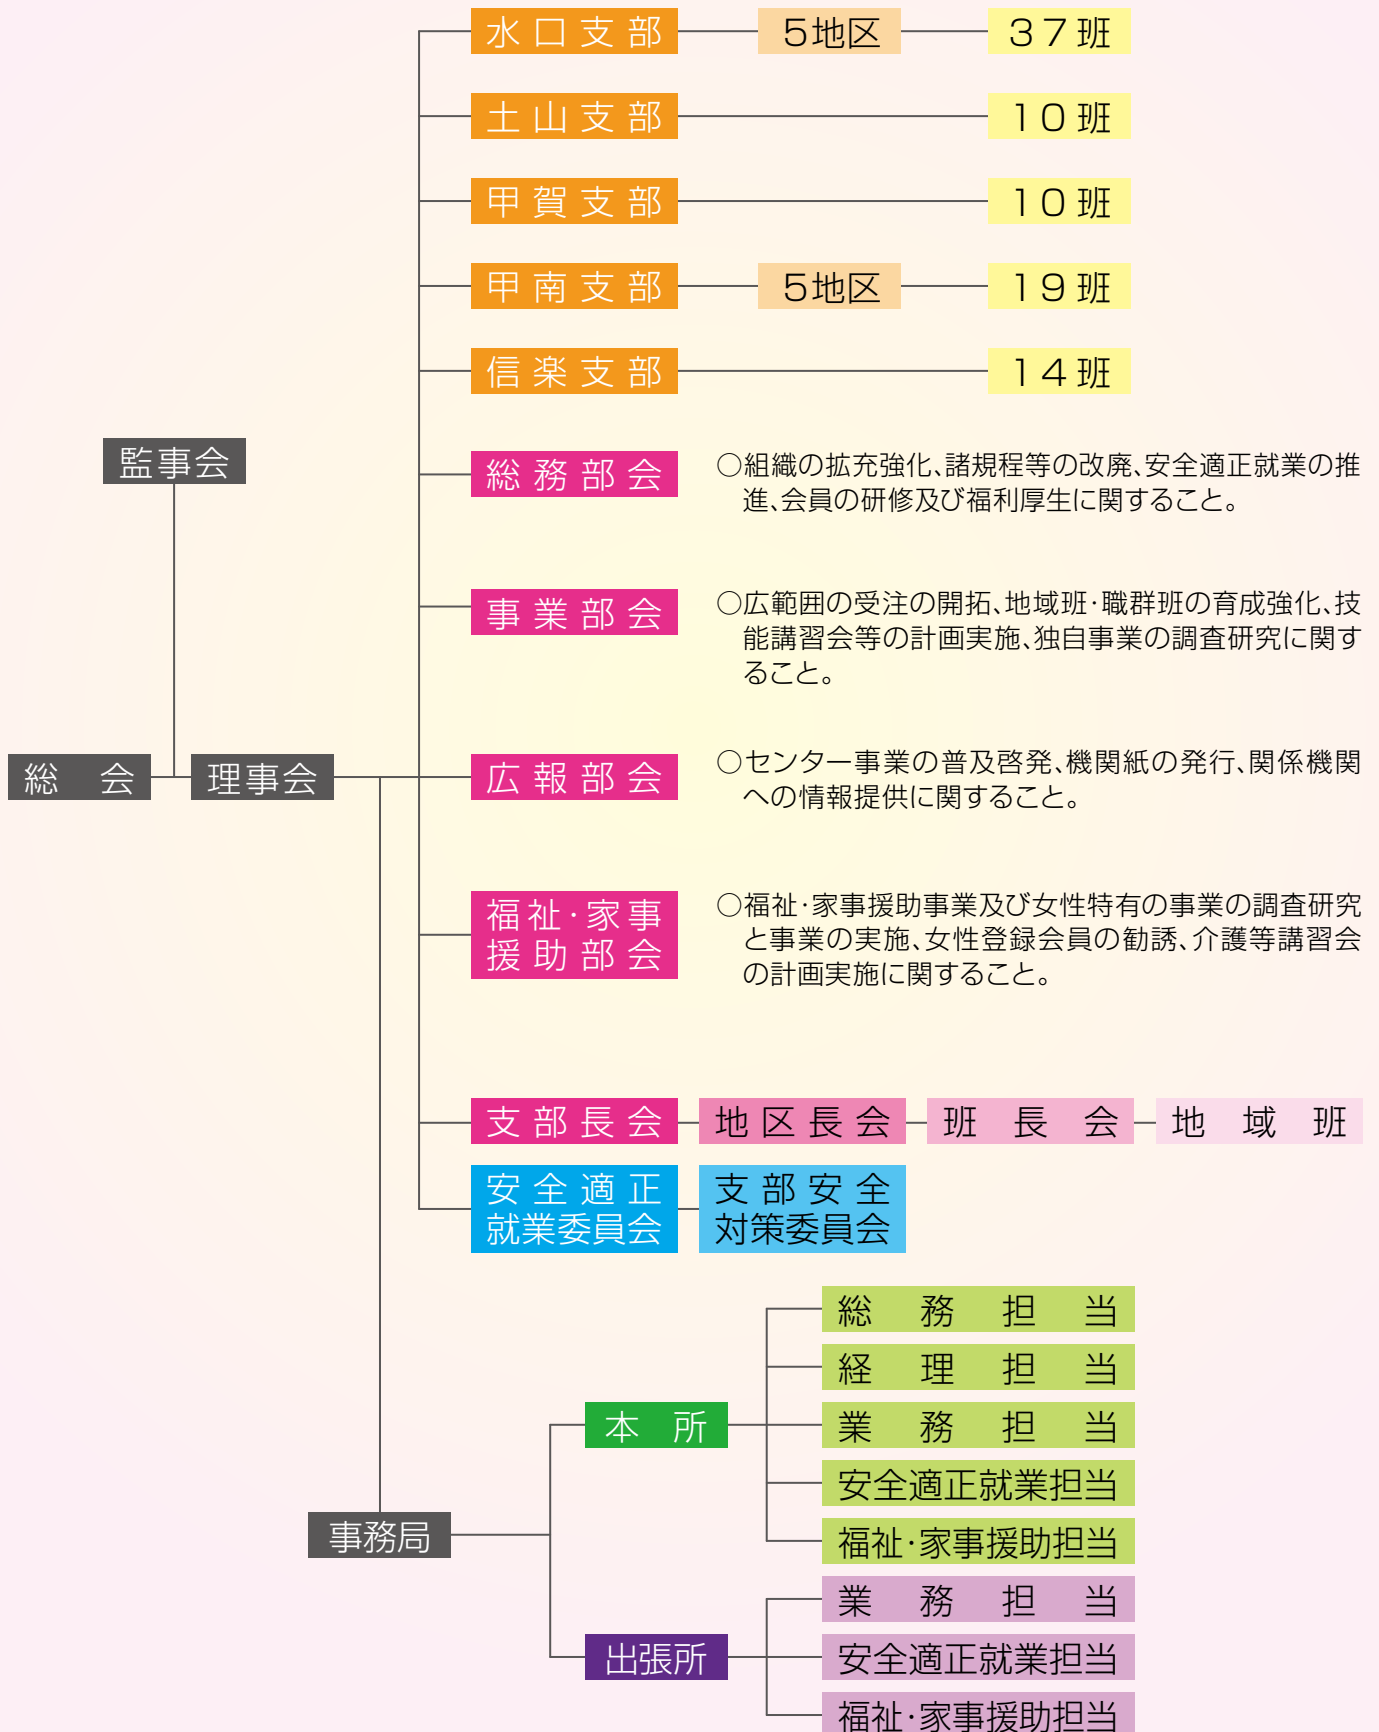 水口支部 5地区 37班
土山支部 10班
甲賀支部 10班
甲南支部 5地区 19班
信楽支部 14班
監事会
総務部会
○組織の拡充強化、諸規程等の改廃、安全適正就業の推
進、会員の研修及び福利厚生に関すること。
事業部会
○広範囲の受注の開拓、地域班・職群班の育成強化、技
能講習会等の計画実施、独自事業の調査研究に関す
ること。
総会 理事会
広報部会
○センター事業の普及啓発、機関紙の発行、関係機関
への情報提供に関すること。
福祉・家事
援助部会
○福祉・家事援助事業及び女性特有の事業の調査研究
と事業の実施、女性登録会員の勧誘、介護等講習会
の計画実施に関すること。
支部長会 地区長会 班長会 地域班
安全適正
就業委員会
支部安全
対策委員会
事務局
本所
総務担当
経理担当
業務担当
安全適正就業担当
福祉・家事援助担当
出張所
業務担当
安全適正就業担当
福祉・家事援助担当